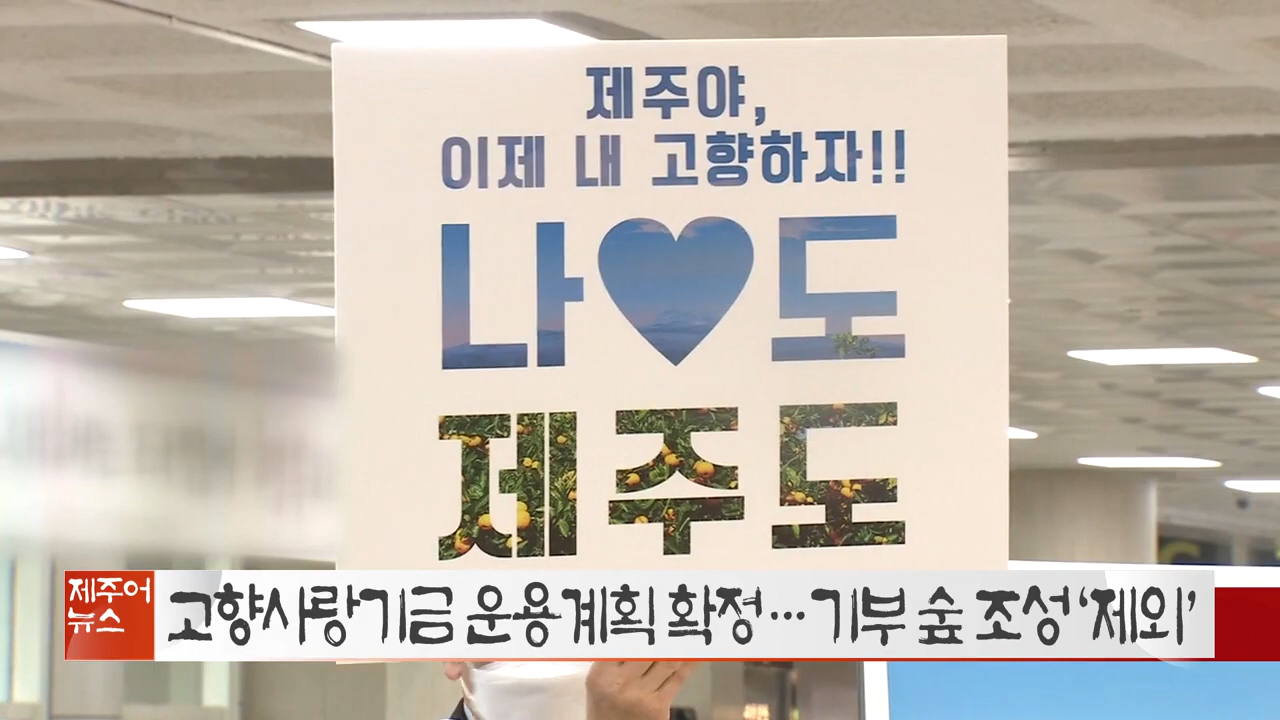 제주야,
이제 내 고향하자!!
나♥도
제주도
제주어
뉴스
고향사랑기금 운용계획 확정… 기부 숲 조성 ‘제외’